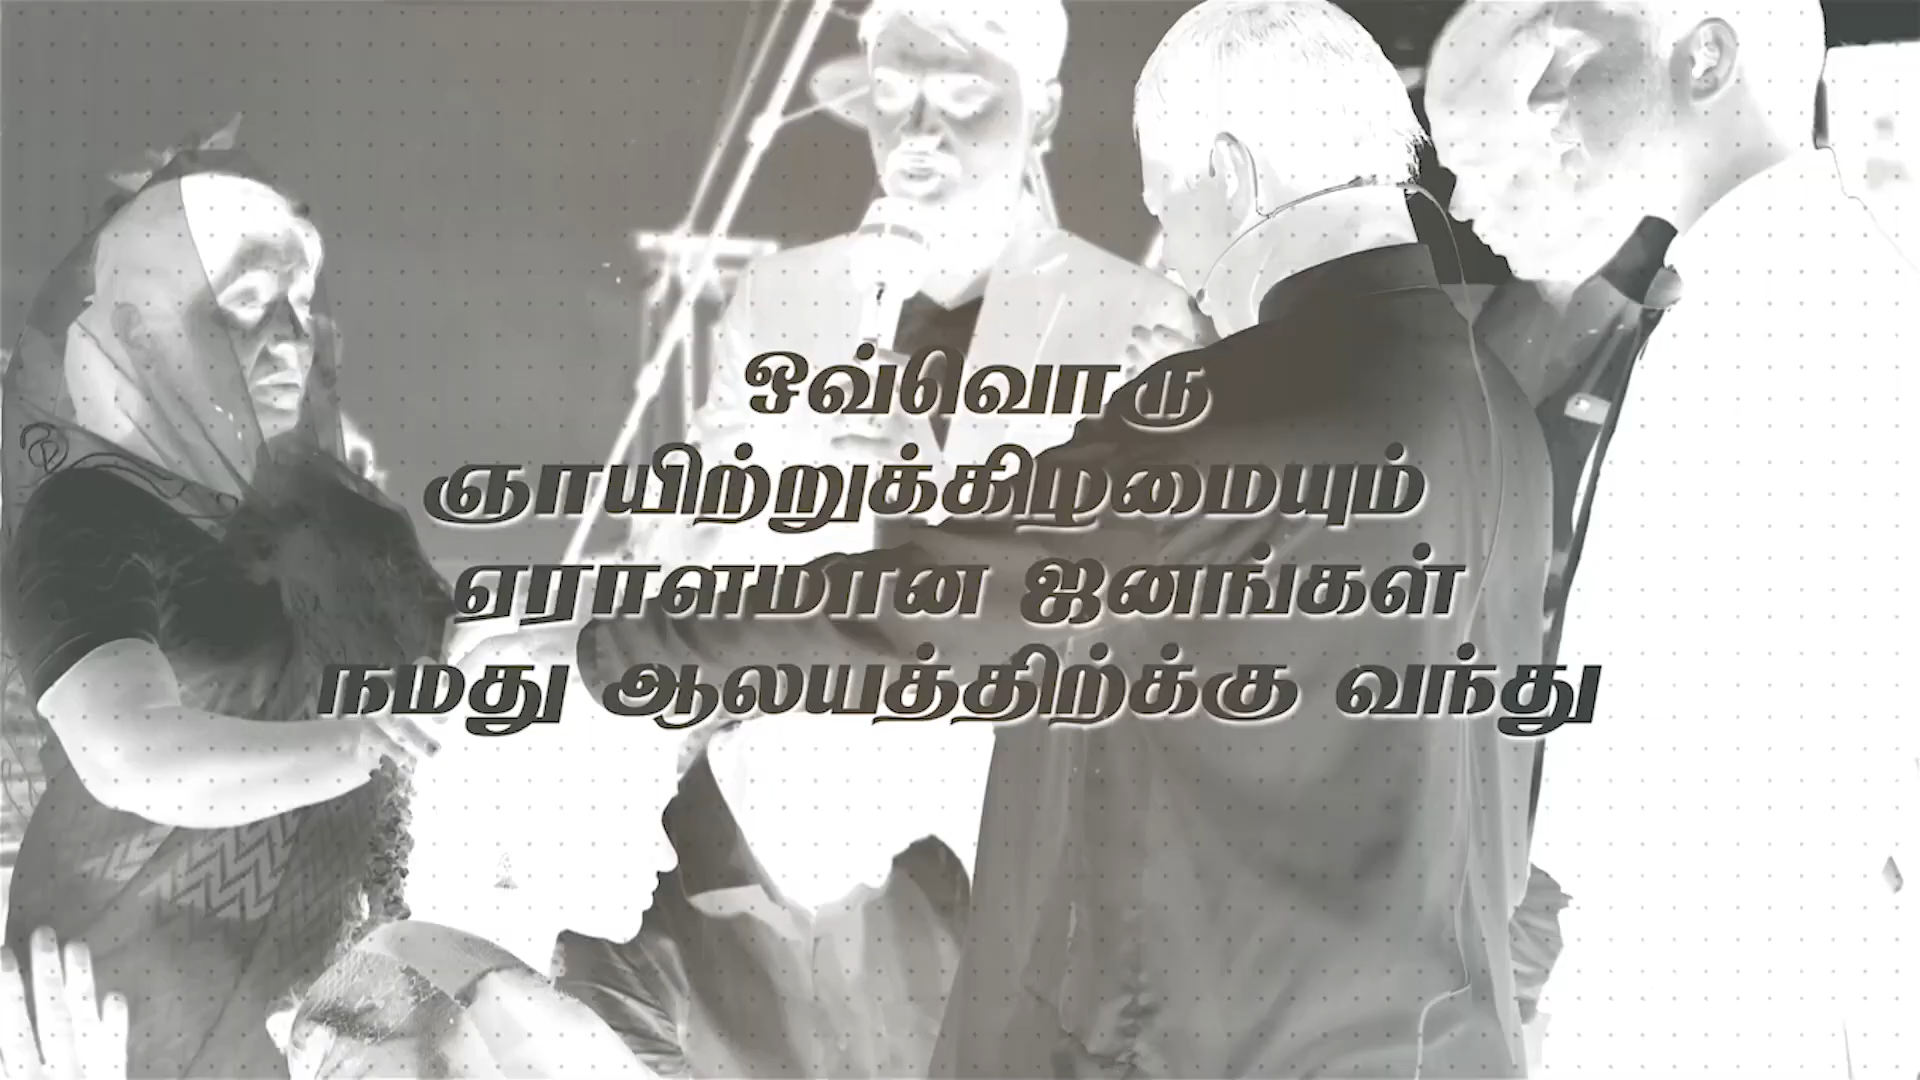 ஒவ்வொரு
ஞாயிற்றுக்கிழமையும்
ஏராளமான ஜனங்கள்
நமது ஆலயத்திற்க்கு வந்து